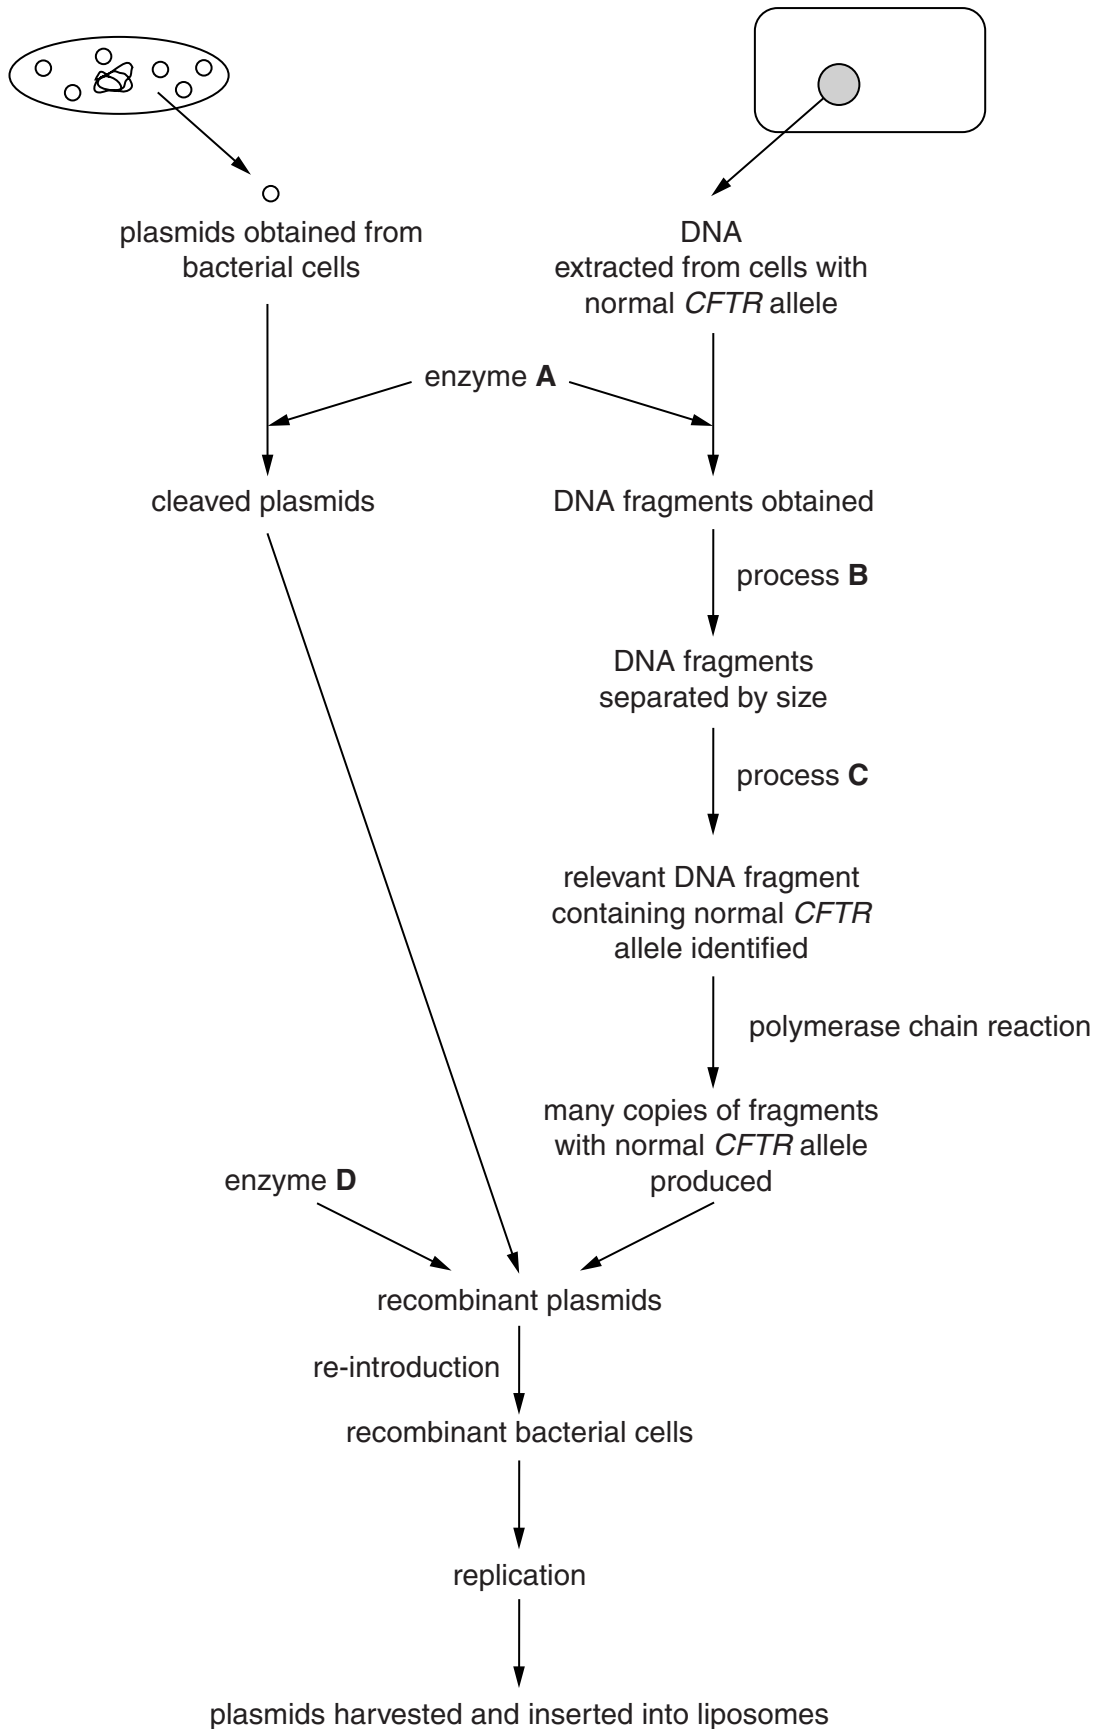 plasmids obtained from
bacterial cells
DNA
extracted from cells with
normal CFTR allele
enzyme A
cleaved plasmids
DNA fragments obtained
process B
DNA fragments
separated by size
process C
relevant DNA fragment
containing normal CFTR
allele identified
polymerase chain reaction
many copies of fragments
with normal CFTR allele
produced
enzyme D
recombinant plasmids
re-introduction
recombinant bacterial cells
replication
plasmids harvested and inserted into liposomes